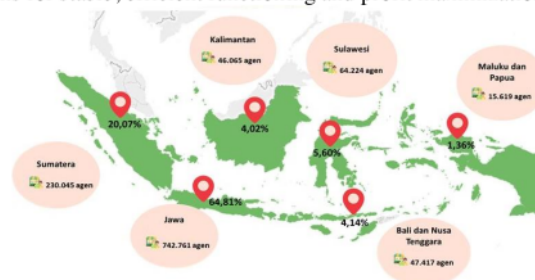 Kalimantan
46.065 agen
Sulawesi
64.224 agen
Maluku dan
Papua
15.619 agen
20,07%
4,02%
5,60%
1,36%
Sumatera
230.045 agen
64,81%
Jawa
742.761 agen
4,14%
Bali dan Nusa
Tenggara
47.417 agen